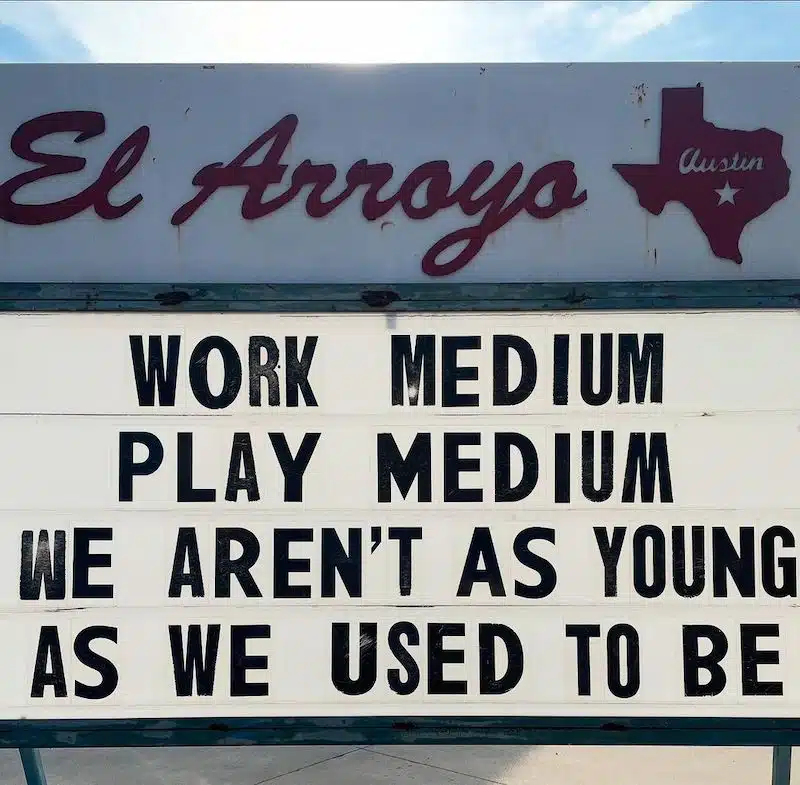 El Arroyo
Austin
WORK MEDIUM
PLAY MEDIUM
WE AREN'T AS YOUNG
AS WE USED TO BE